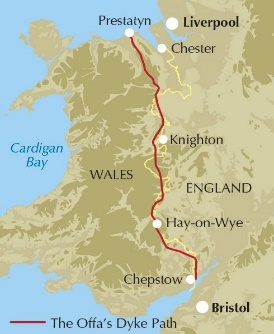 Prestatyn
Liverpool
Chester
Cardigan
Bay
Knighton
WALES
ENGLAND
Hay-on-Wye
Chepstow
Bristol
The Offa's Dyke Path